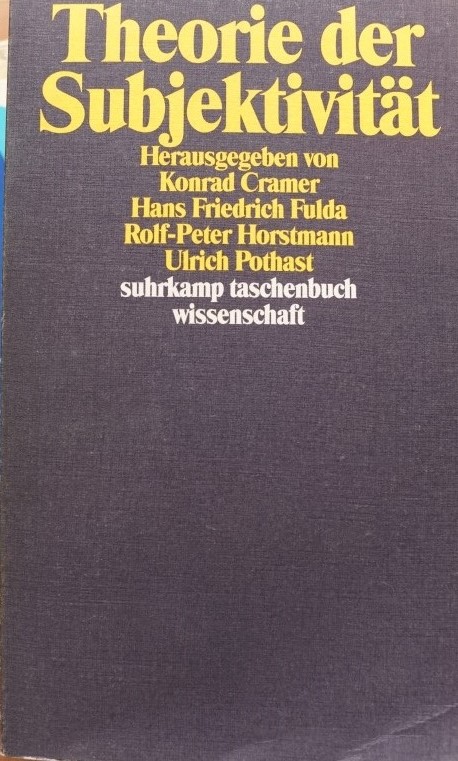 Theorie der
Subjektivität
Herausgegeben von
Konrad Cramer
Hans Friedrich Fulda
Rolf-Peter Horstmann
Ulrich Pothast
suhrkamp taschenbuch
wissenschaft